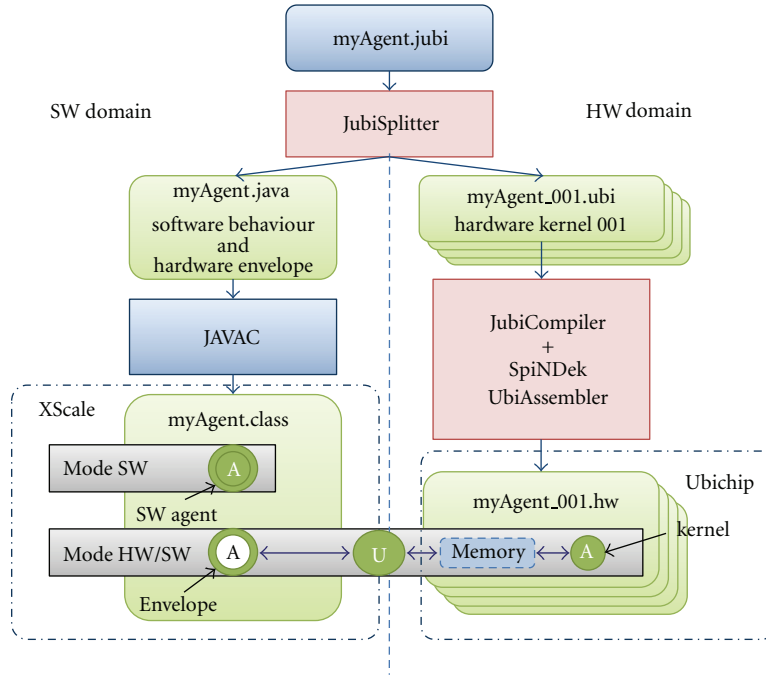 myAgent.jubi
SW domain
HW domain
JubiSplitter
myAgent.java
software behaviour
and
hardware envelope
myAgent_001.ubi
hardware kernel 001
JAVAC
JubiCompiler
+
SpiNDek
UbiAssembler
XScale
myAgent.class
Mode SW
A
SW agent
Ubichip
myAgent_001.hw
kernel
Mode HW/SW
A
U
Memory
A
Envelope